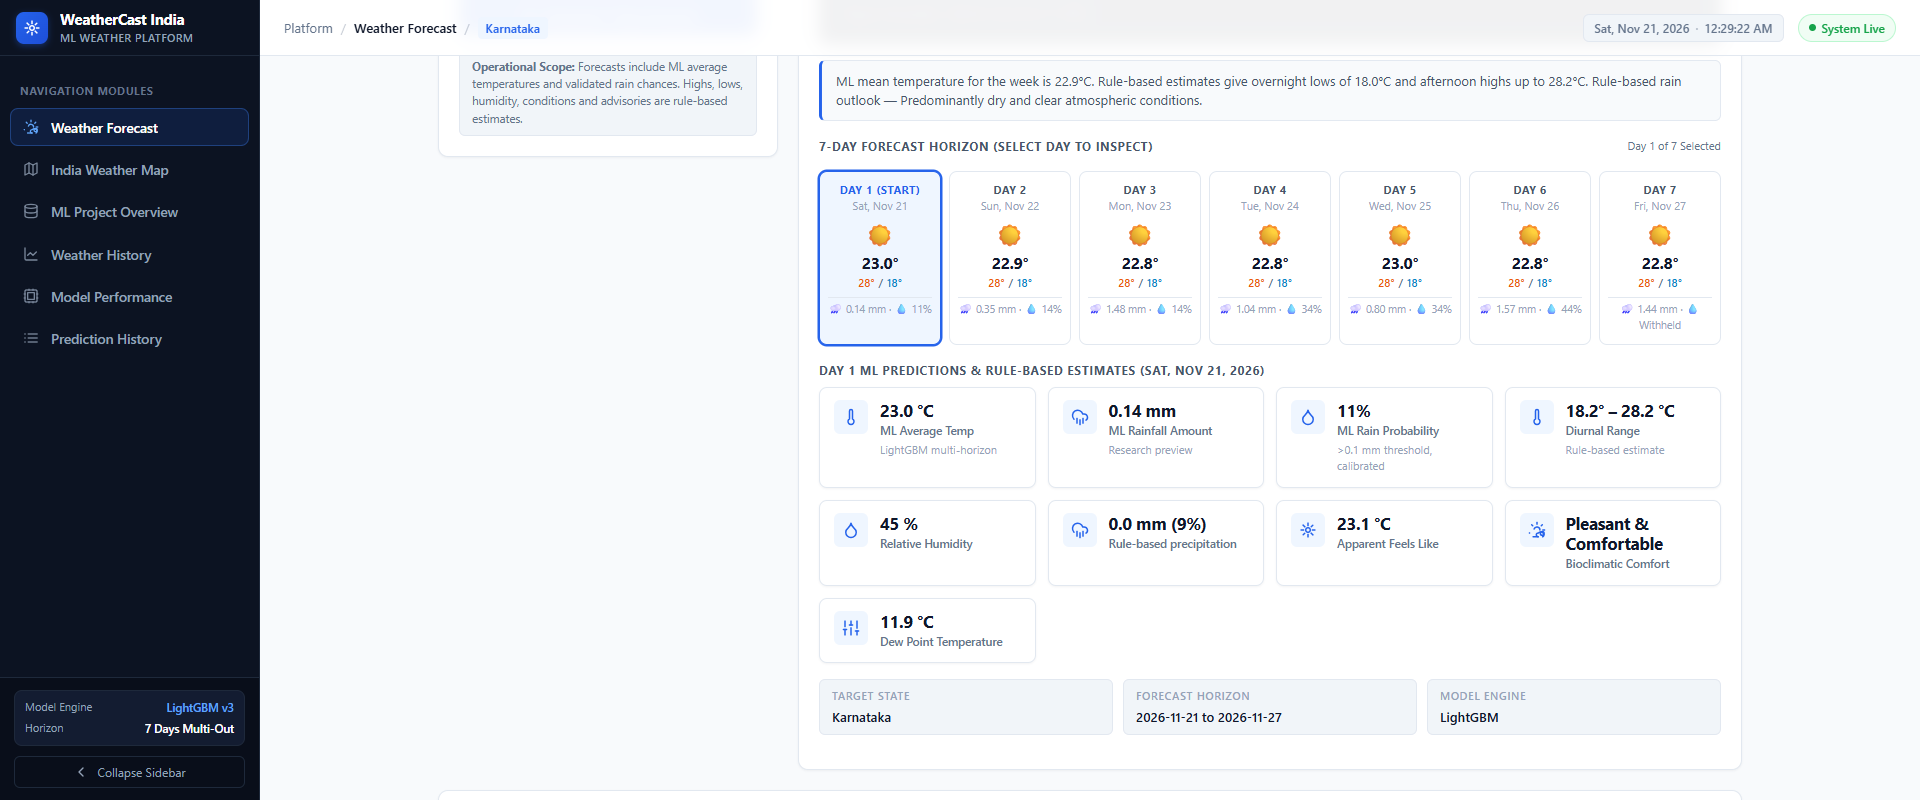 WeatherCast India
ML WEATHER PLATFORM
NAVIGATION MODULES
Weather Forecast
India Weather Map
ML Project Overview
Weather History
Model Performance
Prediction History
Model Engine LightGBM v3
Horizon 7 Days Multi-Out
Collapse Sidebar
Platform / Weather Forecast / Karnataka
Sat, Nov 21, 2026 · 12:29:22 AM
System Live
Operational Scope: Forecasts include ML average
temperatures and validated rain chances. Highs, lows,
humidity, conditions and advisories are rule-based
estimates.
ML mean temperature for the week is 22.9°C. Rule-based estimates give overnight lows of 18.0°C and afternoon highs up to 28.2°C. Rule-based rain
outlook — Predominantly dry and clear atmospheric conditions.
7-DAY FORECAST HORIZON (SELECT DAY TO INSPECT)
Day 1 of 7 Selected
DAY 1 (START)
Sat, Nov 21
23.0°
28° / 18°
0.14 mm · 11%
DAY 2
Sun, Nov 22
22.9°
28° / 18°
0.35 mm · 14%
DAY 3
Mon, Nov 23
22.8°
28° / 18°
1.48 mm · 14%
DAY 4
Tue, Nov 24
22.8°
28° / 18°
1.04 mm · 34%
DAY 5
Wed, Nov 25
23.0°
28° / 18°
0.80 mm · 34%
DAY 6
Thu, Nov 26
22.8°
28° / 18°
1.57 mm · 44%
DAY 7
Fri, Nov 27
22.8°
28° / 18°
1.44 mm ·
Withheld
DAY 1 ML PREDICTIONS & RULE-BASED ESTIMATES (SAT, NOV 21, 2026)
23.0 °C
ML Average Temp
LightGBM multi-horizon
0.14 mm
ML Rainfall Amount
Research preview
11%
ML Rain Probability
>0.1 mm threshold,
calibrated
18.2° – 28.2 °C
Diurnal Range
Rule-based estimate
45 %
Relative Humidity
0.0 mm (9%)
Rule-based precipitation
23.1 °C
Apparent Feels Like
Pleasant &
Comfortable
Bioclimatic Comfort
11.9 °C
Dew Point Temperature
TARGET STATE
Karnataka
FORECAST HORIZON
2026-11-21 to 2026-11-27
MODEL ENGINE
LightGBM